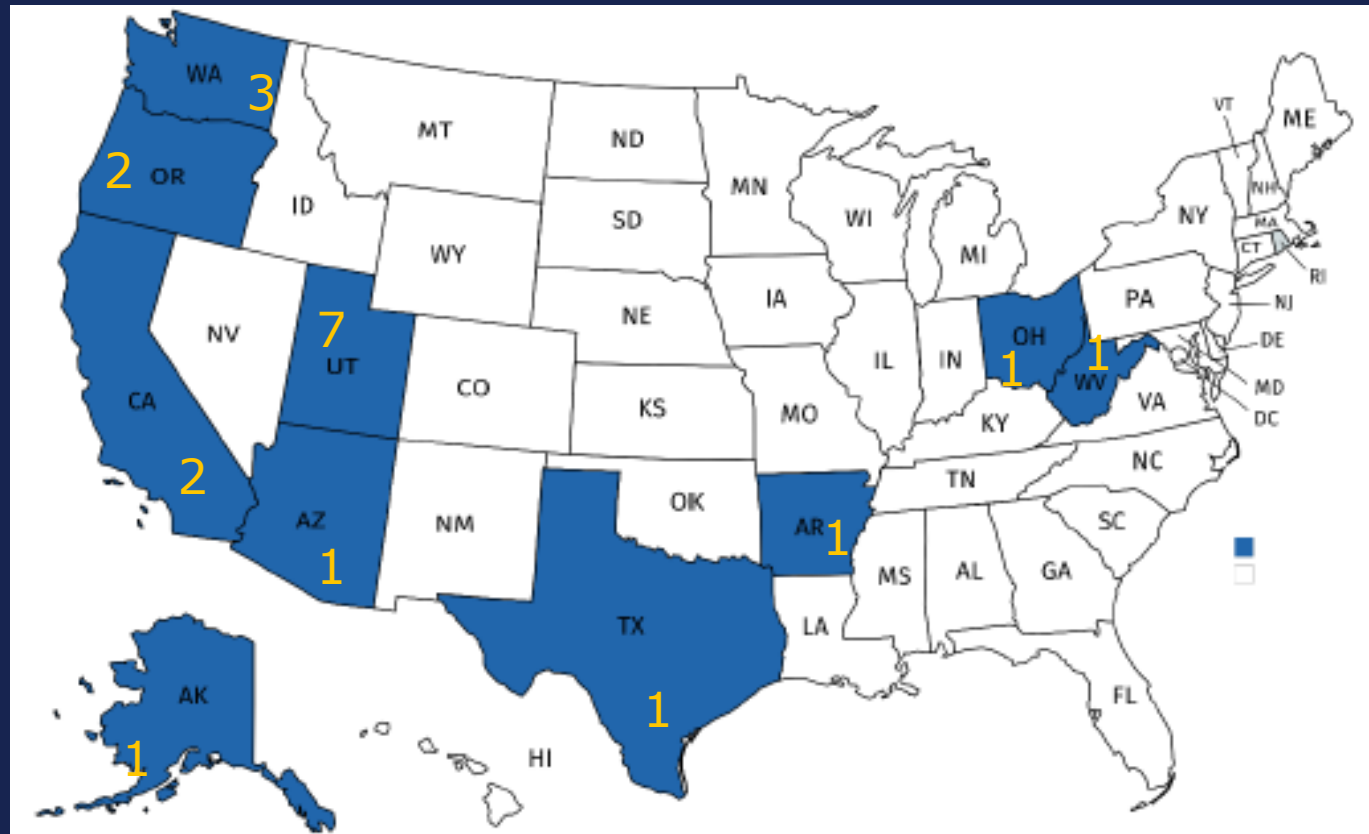 WA
3
2
OR
MT
ID
WY
ND
SD
NE
MN
WI
MI
IA
NV
7
UT
CO
KS
MO
IL
IN
OH
1
1
WV
KY
VA
PA
NY
VT
NH
ME
MA
CT
RI
NJ
DE
MD
DC
CA
2
AZ
1
NM
OK
AR
1
TN
NC
SC
MS
AL
GA
LA
TX
1
FL
AK
1
HI